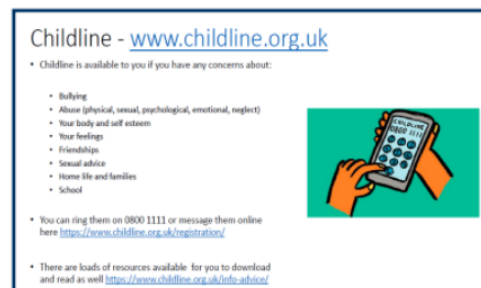 Childline - www.childline.org.uk
• Childline is available to you if you have any concerns about:
• Bullying
• Abuse (physical, sexual, psychological, emotional, neglect)
• Your body and self esteem
• Your feelings
• Friendships
• Sexual advice
• Home life and families
• School
CHILDLINE
0800 1111
• You can ring them on 0800 1111 or message them online
here https://www.childline.org.uk/registration/
• There are loads of resources available for you to download
and read as well https://www.childline.org.uk/info-advice/